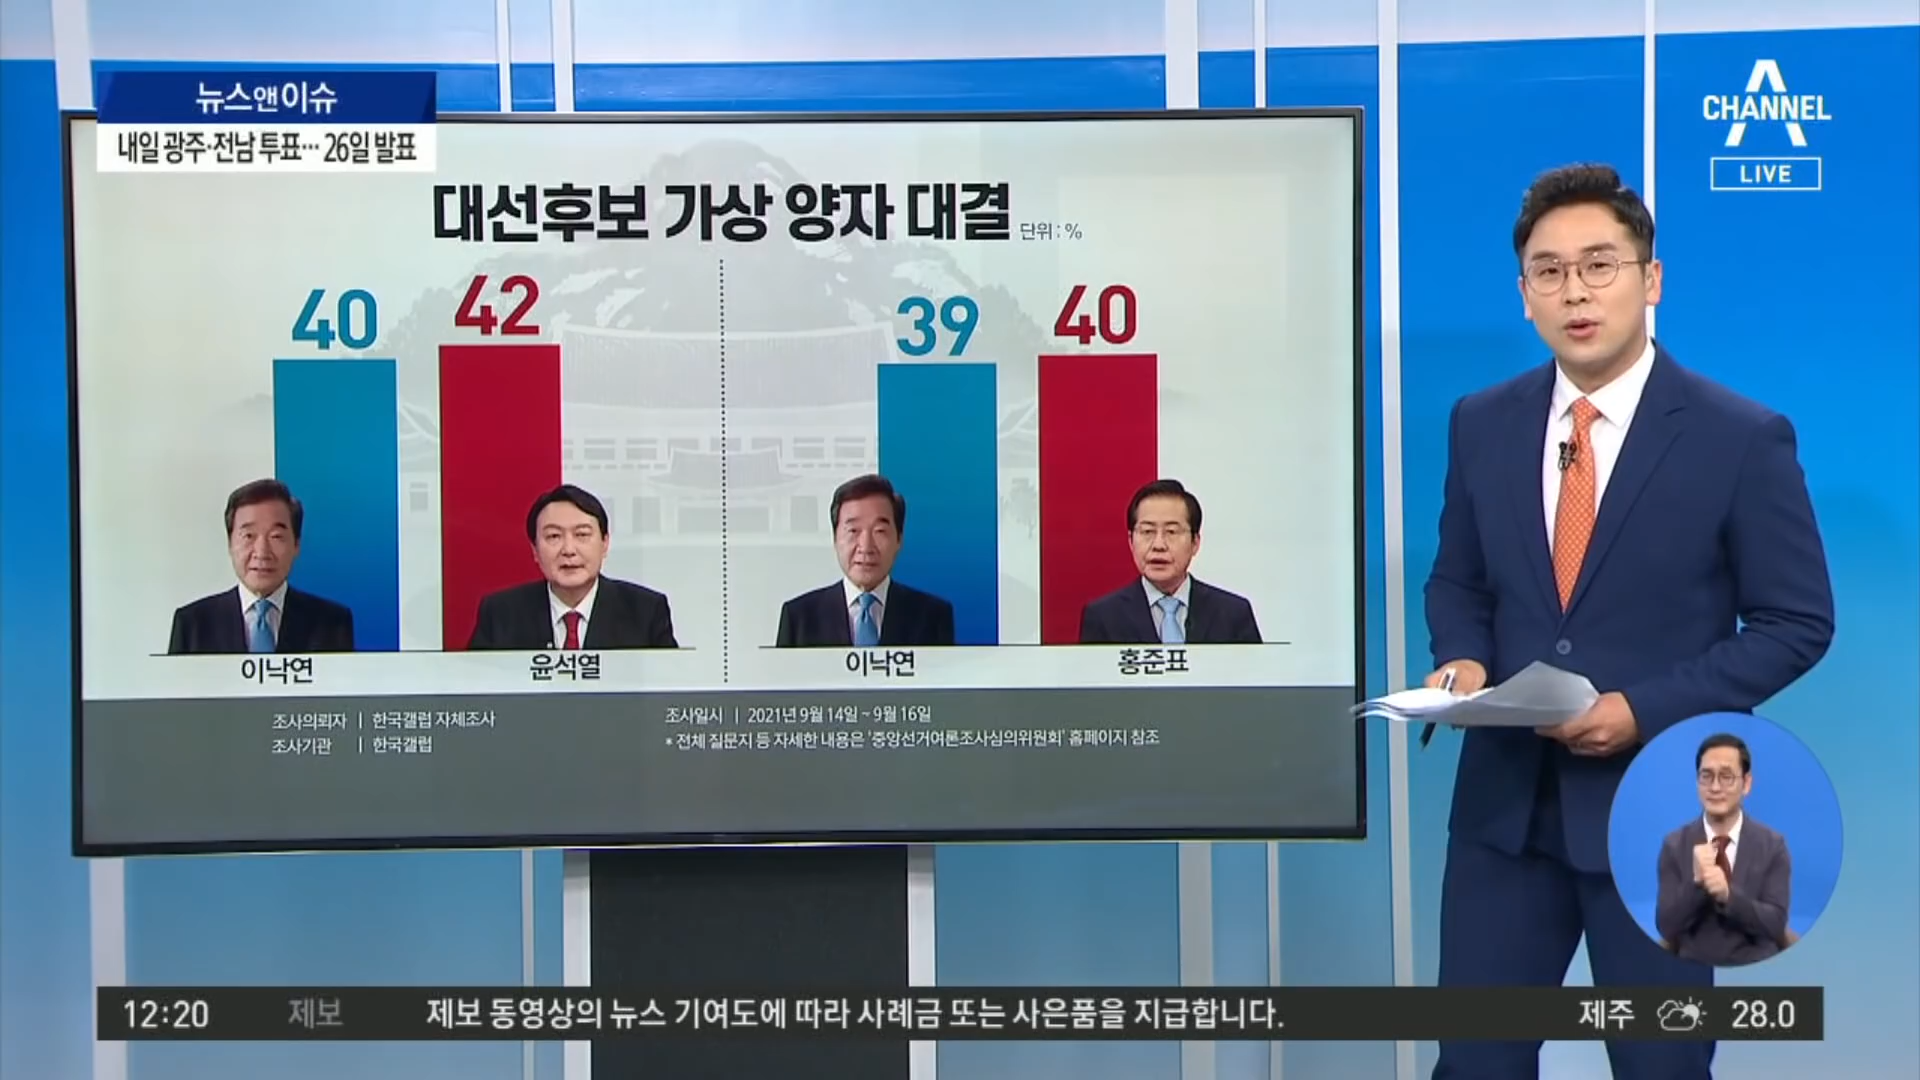 뉴스앤이슈
내일 광주·전남 투표… 26일 발표
CHANNEL A
LIVE
대선후보 가상 양자 대결 단위 : %
40 42 39 40
이낙연 윤석열 이낙연 홍준표
조사의뢰자 | 한국갤럽 자체조사
조사기관 | 한국갤럽
조사일시 | 2021년 9월 14일 ~ 9월 16일
* 전체 질문지 등 자세한 내용은 '중앙선거여론조사심의위원회' 홈페이지 참조
12:20 제보 제보 동영상의 뉴스 기여도에 따라 사례금 또는 사은품을 지급합니다. 제주 28.0